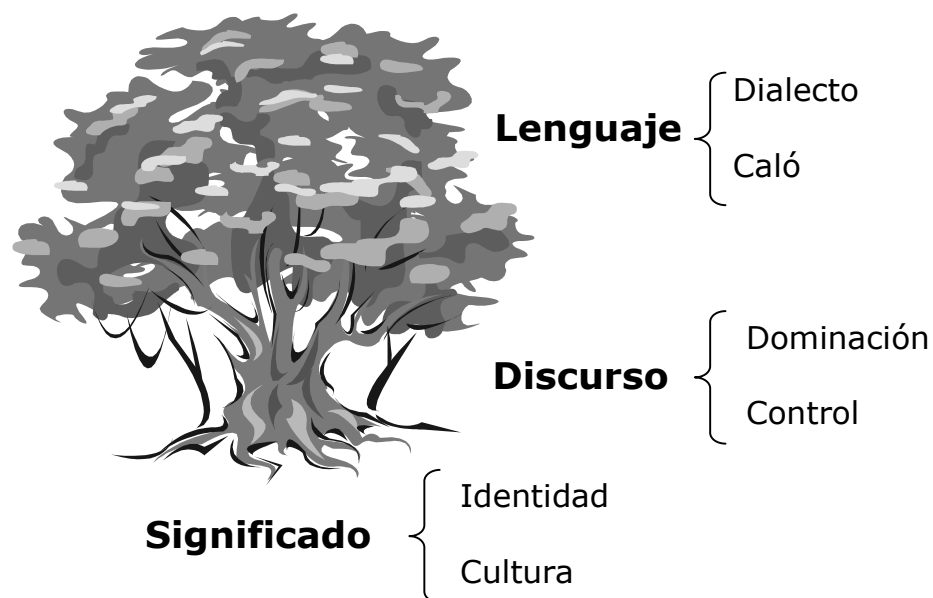 Lenguaje
Dialecto
Caló
Discurso
Dominación
Control
Significado
Identidad
Cultura